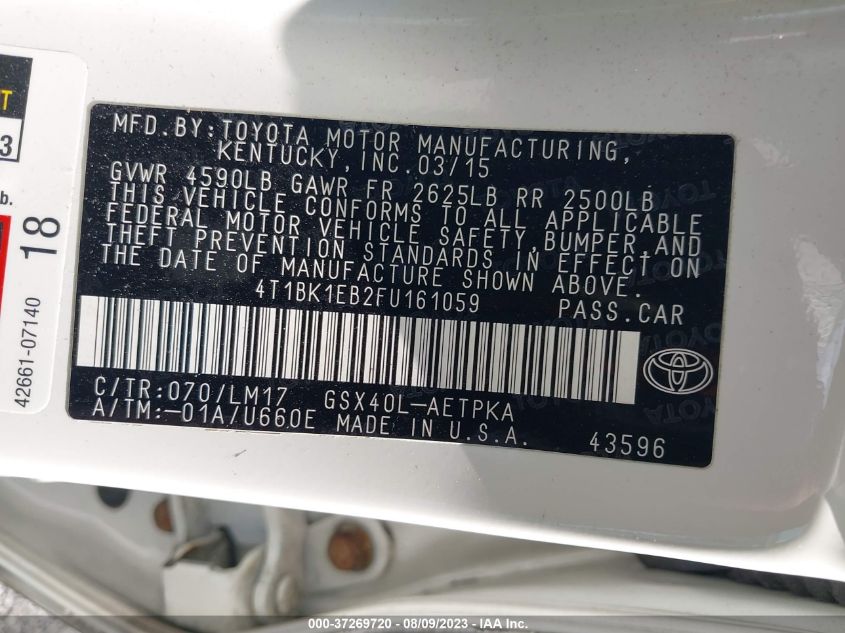 MFD.BY:TOYOTA MOTOR MANUFACTURING,
KENTUCKY,INC.03/15
GVWR 4590LB GAWR FR 2625LB RR 2500LB
THIS VEHICLE CONFORMS TO ALL APPLICABLE
FEDERAL MOTOR VEHICLE SAFETY,BUMPER,AND
THEFT PREVENTION STANDARDS IN EFFECT ON
THE DATE OF MANUFACTURE SHOWN ABOVE.
4T1BK1EB2FU161059 PASS.CAR
C/TR:070/LM17 GSX40L-AETPKA
A/TM:-01A/U660E MADE IN U.S.A. 43596
TOYOTA
T
3
b.
18
42661-07140
000-37269720 - 08/09/2023 - IAA Inc.